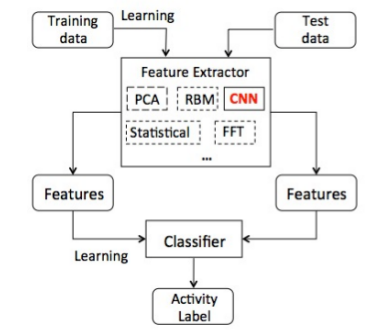 Training
data
Learning
Test
data
Feature Extractor
PCA
RBM
CNN
Statistical
FFT
...
Features
Features
Learning
Classifier
Activity
Label